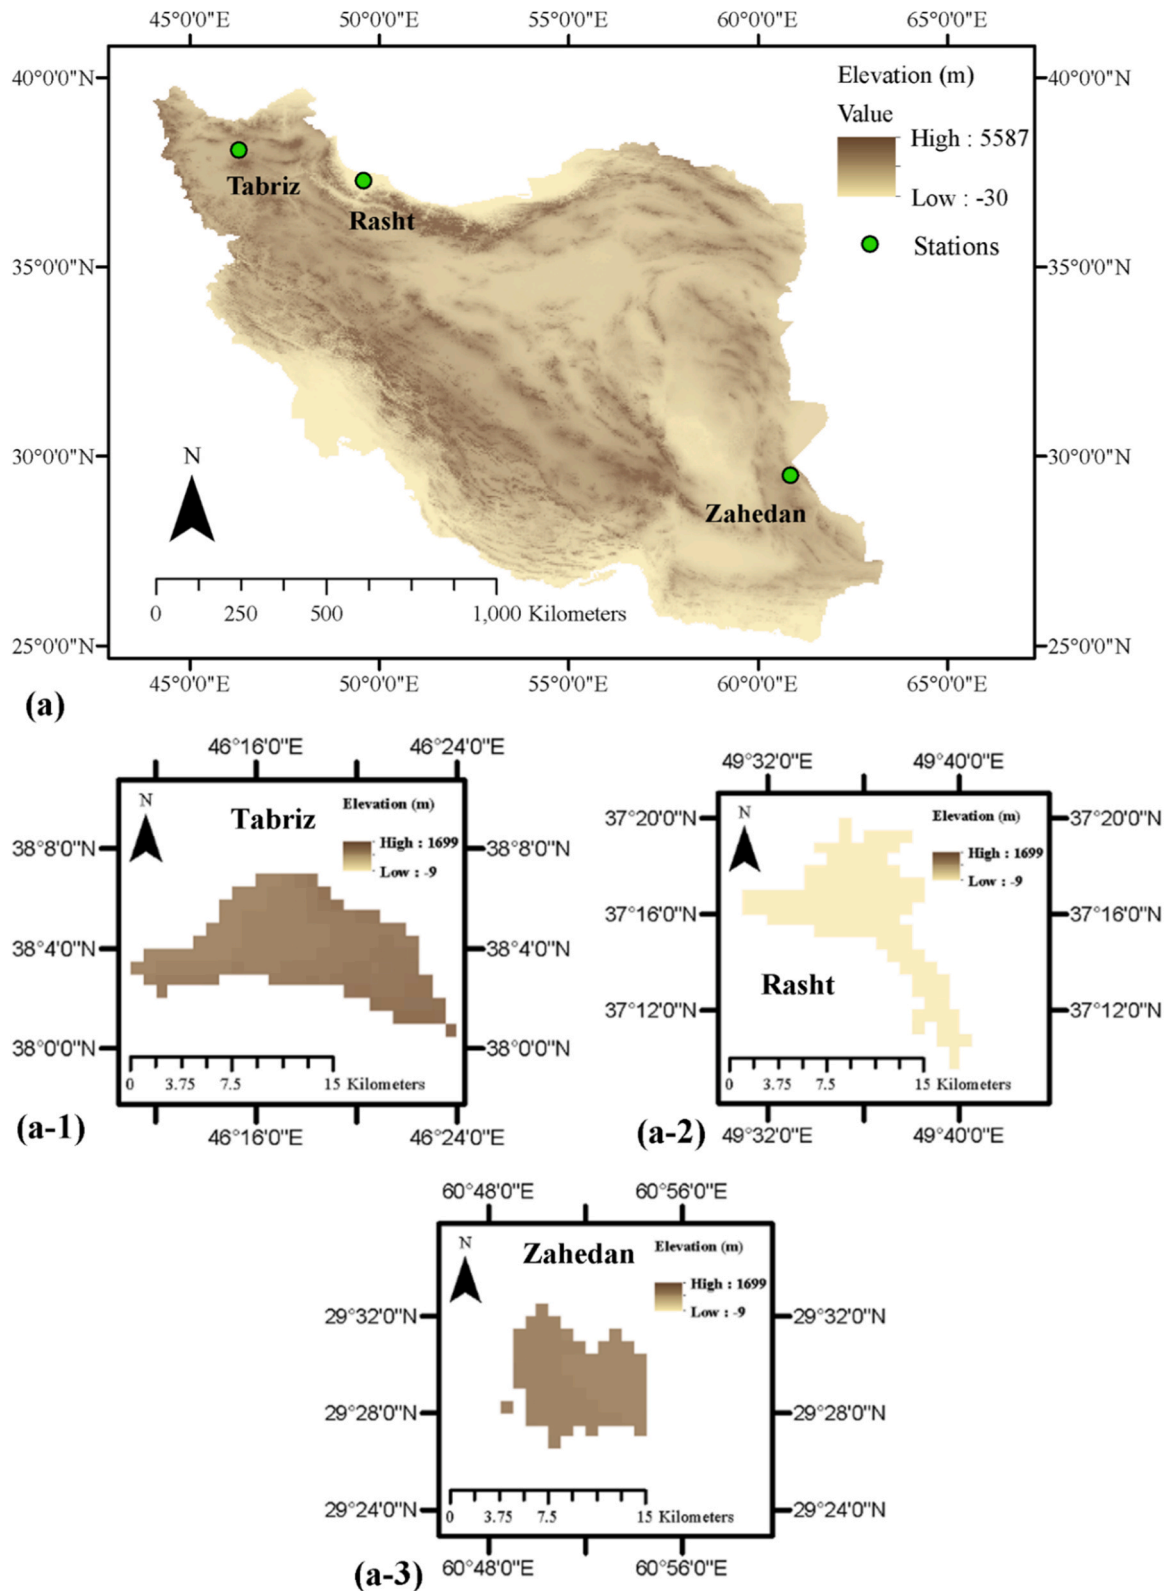 45°0'0"E 50°0'0"E 55°0'0"E 60°0'0"E 65°0'0"E
40°0'0"N 40°0'0"N
Elevation (m)
Value
High : 5587
Low : -30
Stations
Tabriz
Rasht
35°0'0"N 35°0'0"N
30°0'0"N 30°0'0"N
N
Zahedan
0 250 500 1,000 Kilometers
25°0'0"N 25°0'0"N
45°0'0"E 50°0'0"E 55°0'0"E 60°0'0"E 65°0'0"E
(a)
46°16'0"E 46°24'0"E
N
Tabriz
Elevation (m)
High : 1699
Low : -9
38°8'0"N 38°8'0"N
38°4'0"N 38°4'0"N
38°0'0"N 38°0'0"N
0 3.75 7.5 15 Kilometers
46°16'0"E 46°24'0"E
(a-1)
49°32'0"E 49°40'0"E
37°20'0"N 37°20'0"N
N
Elevation (m)
High : 1699
Low : -9
37°16'0"N 37°16'0"N
Rasht
37°12'0"N 37°12'0"N
0 3.75 7.5 15 Kilometers
49°32'0"E 49°40'0"E
(a-2)
60°48'0"E 60°56'0"E
N
Zahedan
Elevation (m)
High : 1699
Low : -9
29°32'0"N 29°32'0"N
29°28'0"N 29°28'0"N
0 3.75 7.5 15 Kilometers
29°24'0"N 29°24'0"N
60°48'0"E 60°56'0"E
(a-3)